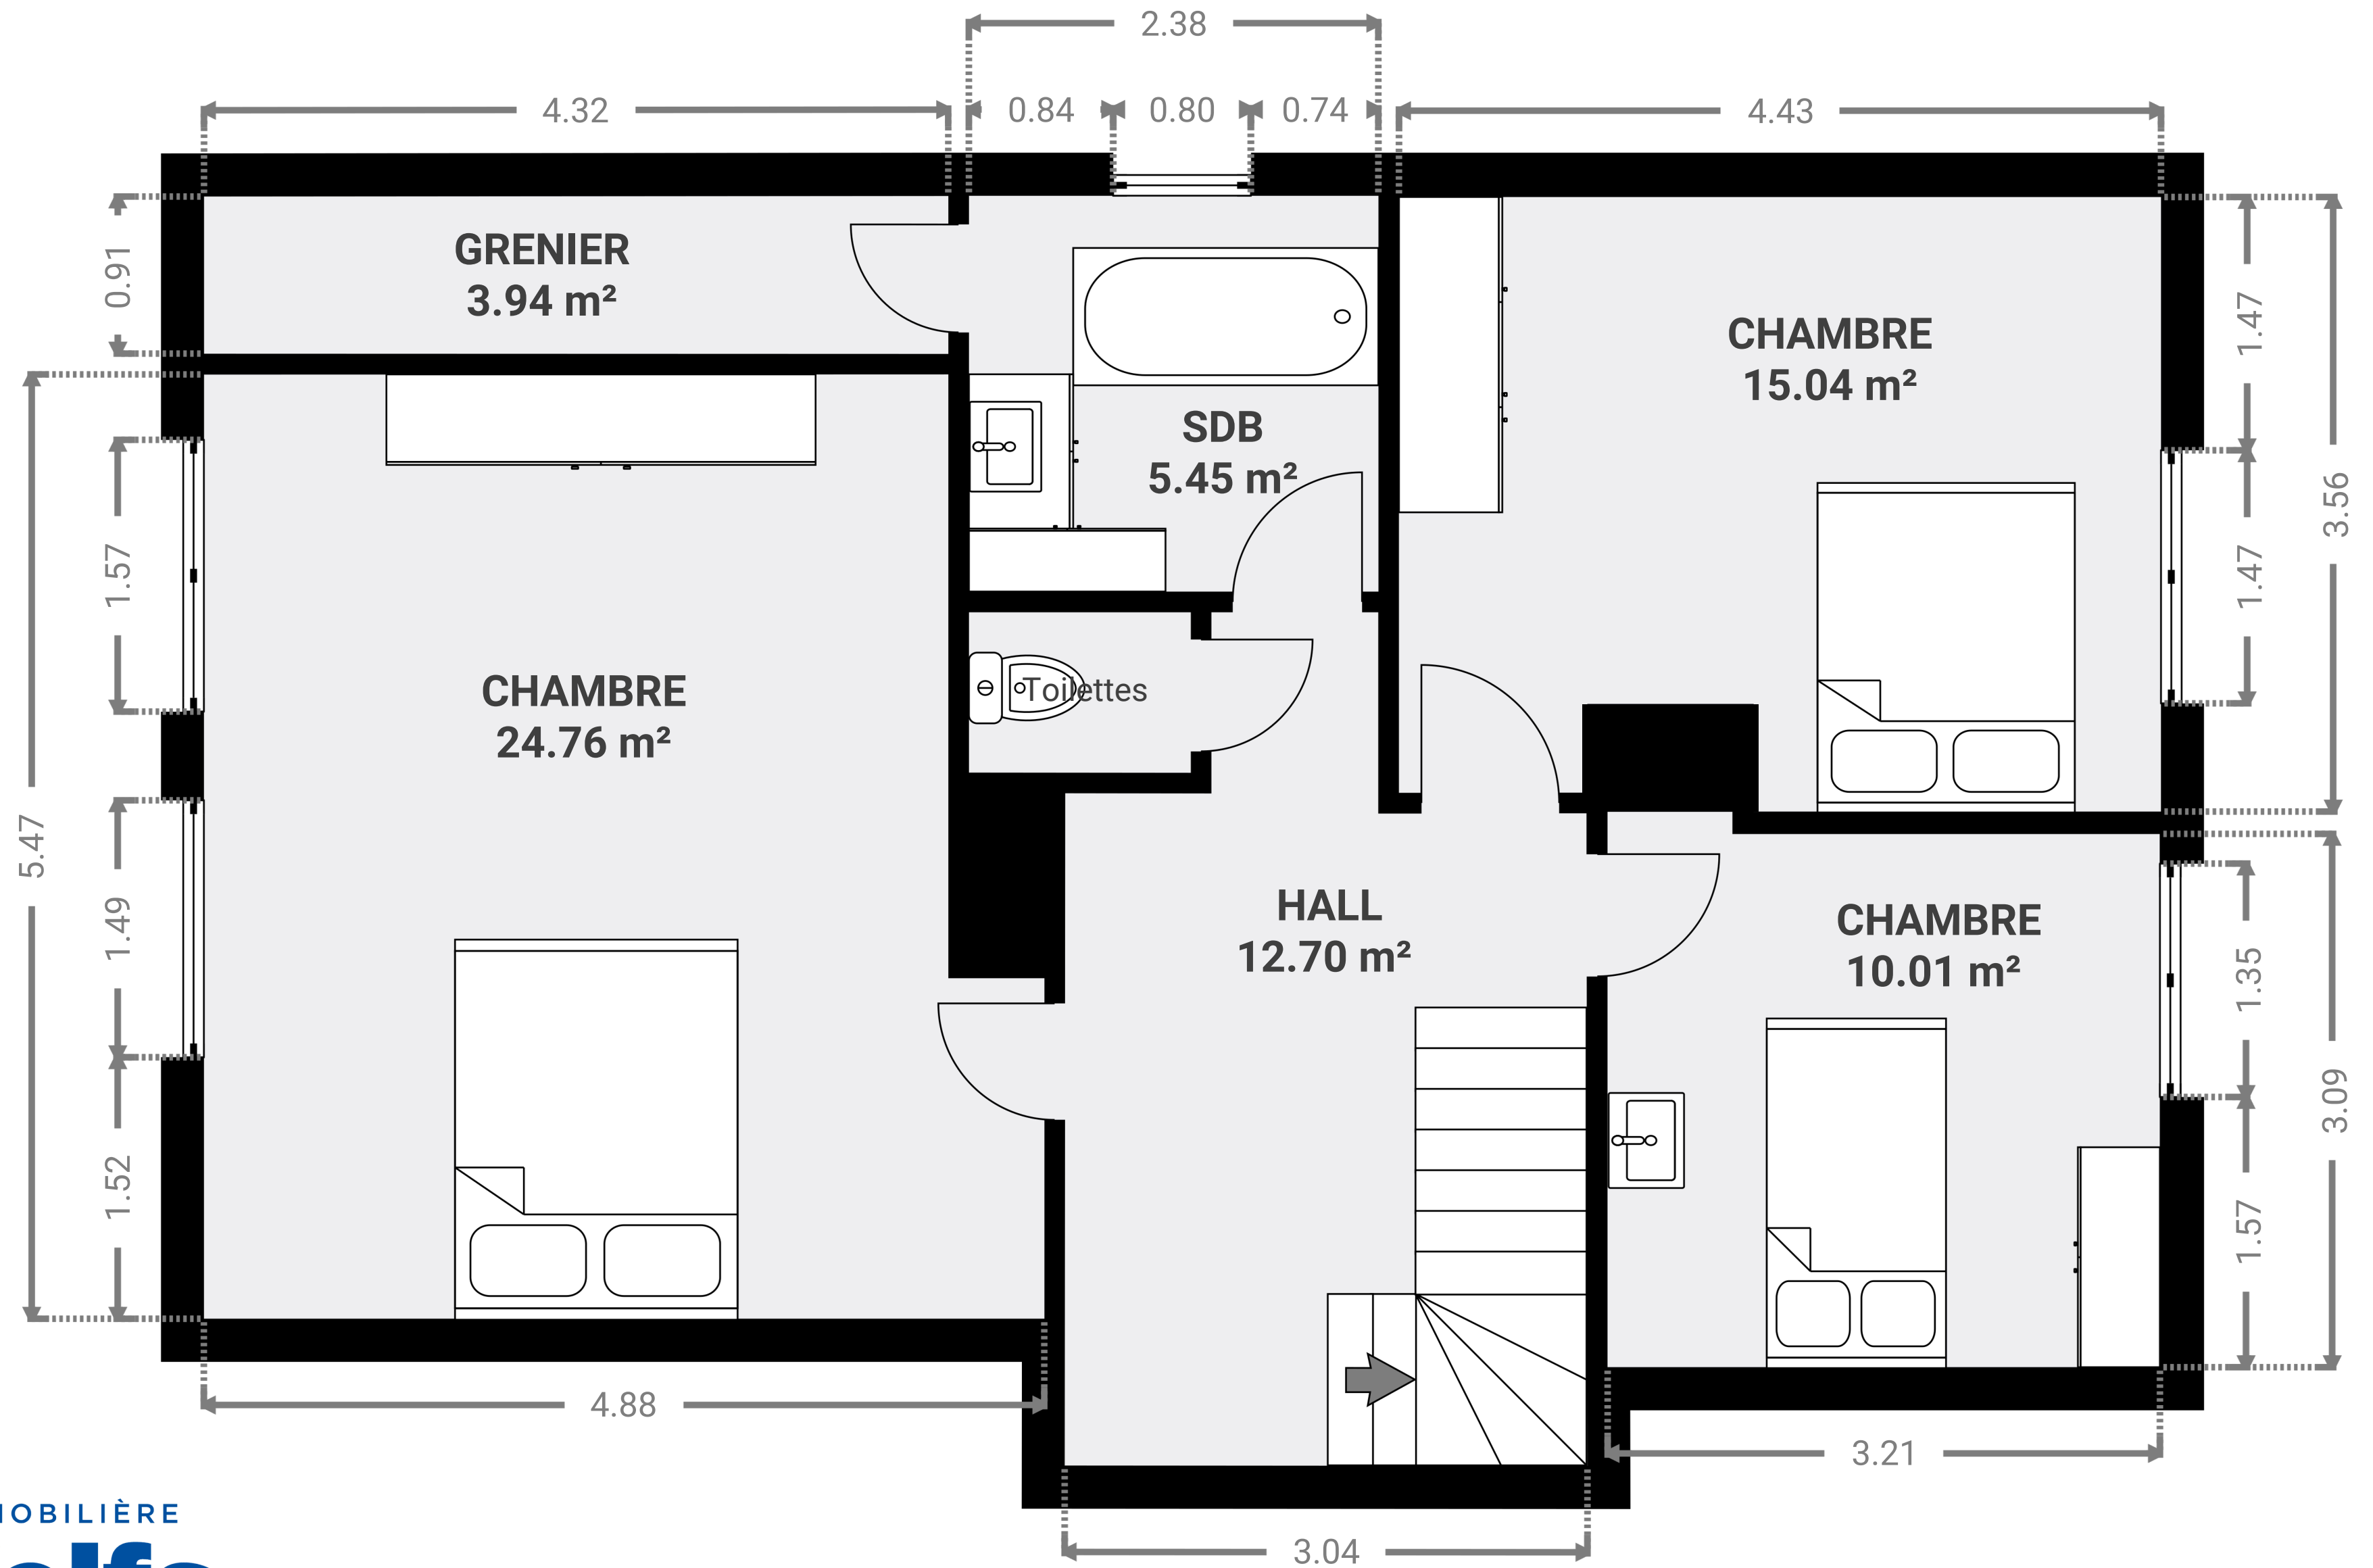 2.38
4.32
0.84
0.80
0.74
4.43
GRENIER
3.94 m²
0.91
CHAMBRE
15.04 m²
1.47
SDB
5.45 m²
3.56
1.57
1.47
CHAMBRE
24.76 m²
Toilettes
5.47
1.49
HALL
12.70 m²
CHAMBRE
10.01 m²
1.35
3.09
1.52
1.57
4.88
3.21
3.04
OBILIÈRE